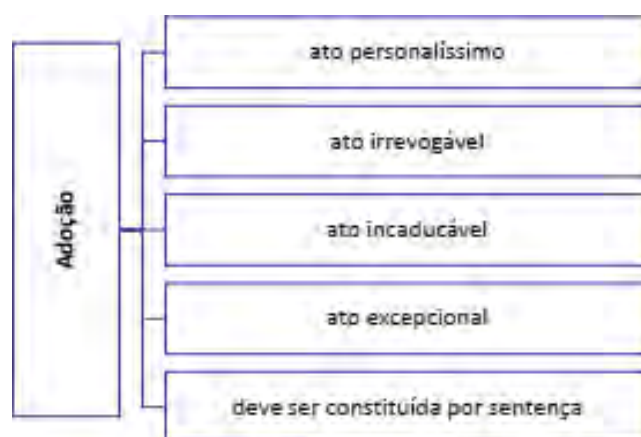 Adoção
ato personalíssimo
ato irrevogável
ato incaducável
ato excepcional
deve ser constituída por sentença